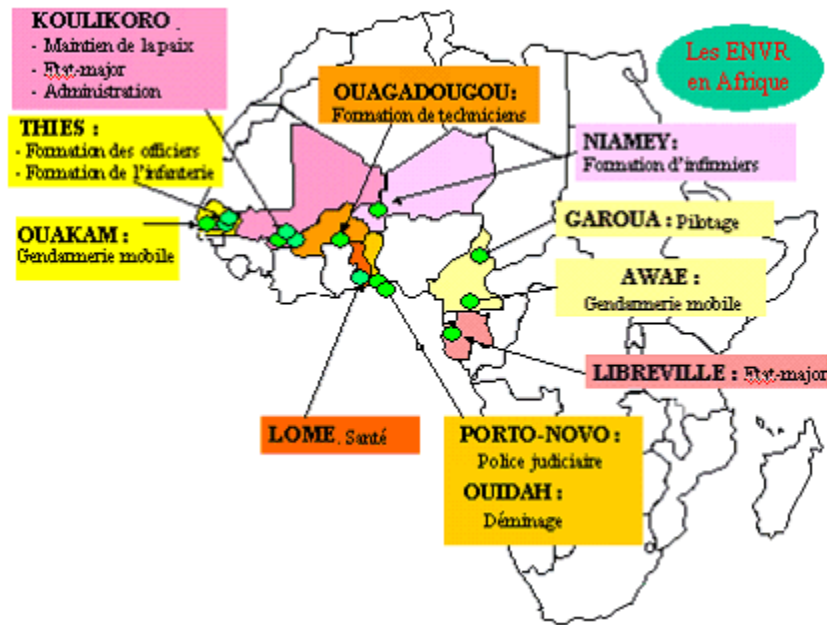 KOULIKORO
- Maintien de la paix
- Etat-major
- Administration
Les ENVR
en Afrique
OUAGADOUGOU:
Formation de techniciens
THIES :
- Formation des officiers
- Formation de l'infanterie
NIAMEY:
Formation d'infirmiers
OUAKAM :
Gendarmerie mobile
GAROUA : Pilotage
AWAE :
Gendarmerie mobile
LIBREVILLE : Etat-major
LOME. Santé
PORTO-NOVO :
Police judiciaire
OUIDAH :
Déminage